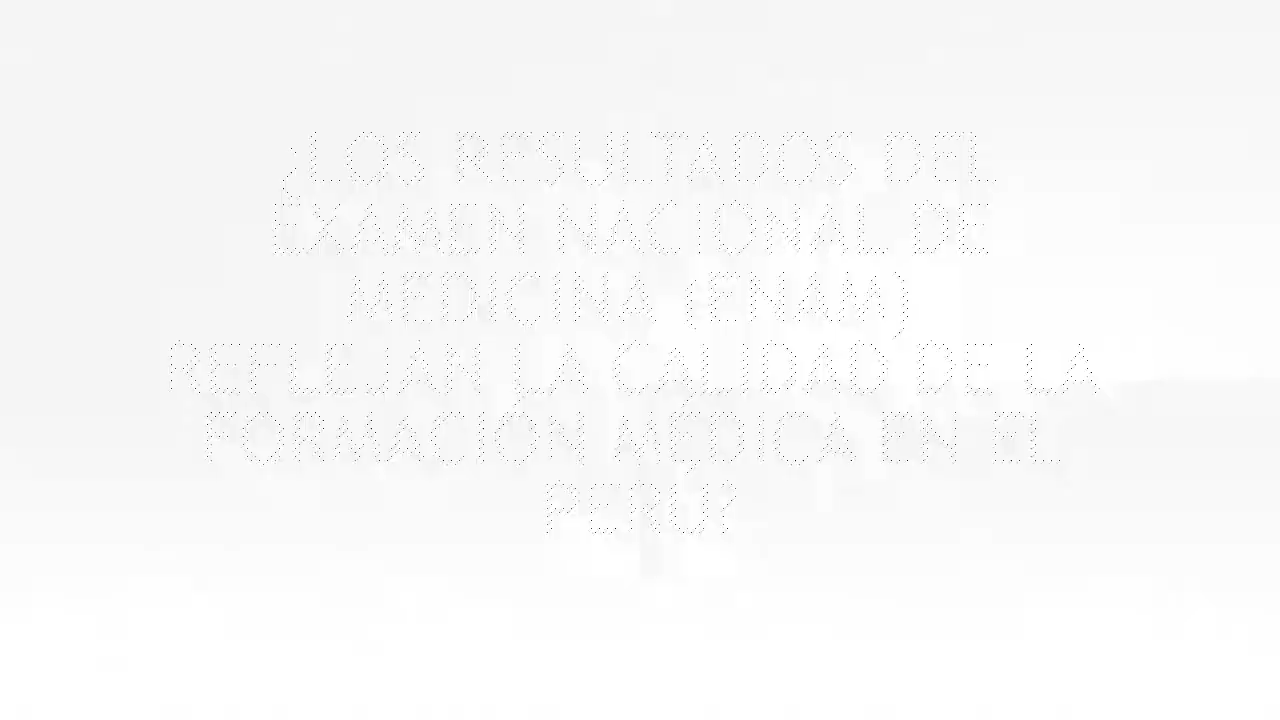 ¿LOS RESULTADOS DEL
EXAMEN NACIONAL DE
MEDICINA (ENAM)
REFLEJAN LA CALIDAD DE LA
FORMACIÓN MÉDICA EN EL
PERÚ?